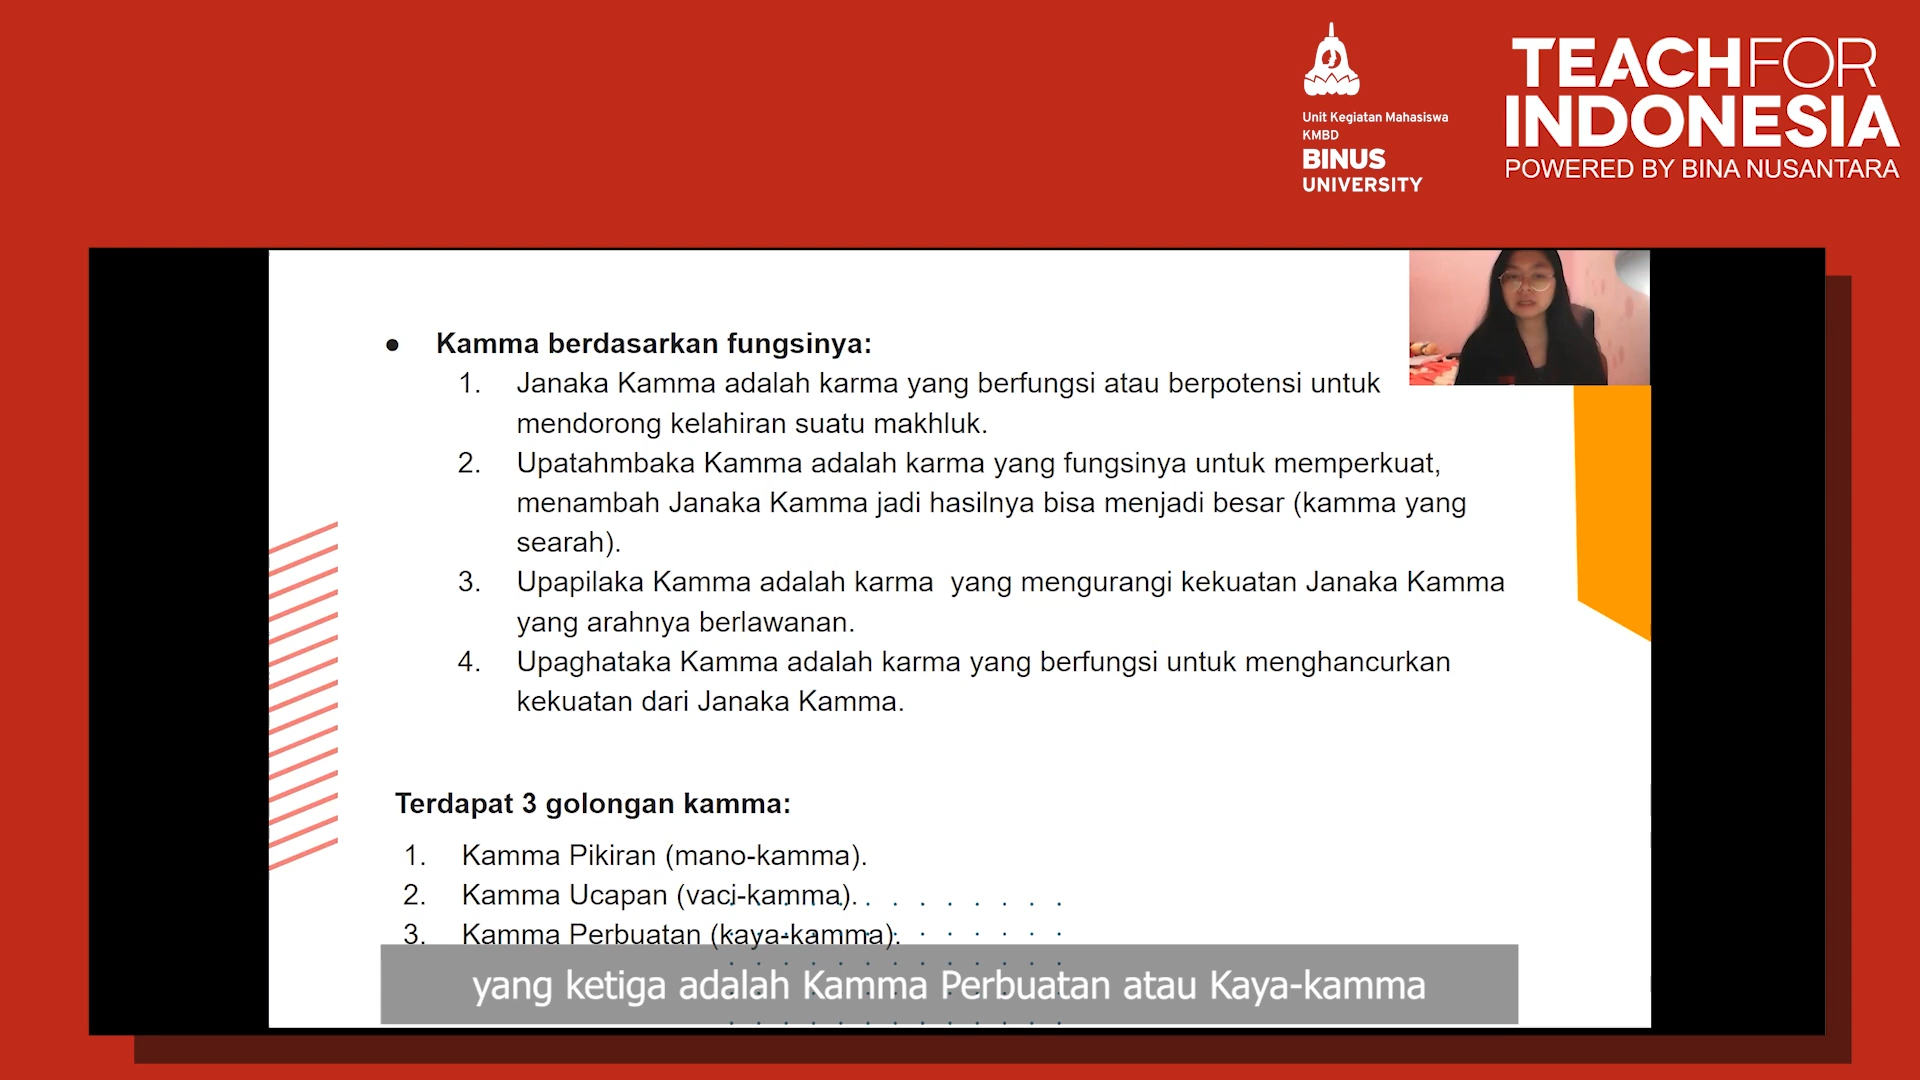 Unit Kegiatan Mahasiswa
KMBD
BINUS
UNIVERSITY
TEACHFOR
INDONESIA
POWERED BY BINA NUSANTARA
● Kamma berdasarkan fungsinya:
1. Janaka Kamma adalah karma yang berfungsi atau berpotensi untuk
mendorong kelahiran suatu makhluk.
2. Upatahmbaka Kamma adalah karma yang fungsinya untuk memperkuat,
menambah Janaka Kamma jadi hasilnya bisa menjadi besar (kamma yang
searah).
3. Upapilaka Kamma adalah karma  yang mengurangi kekuatan Janaka Kamma
yang arahnya berlawanan.
4. Upaghataka Kamma adalah karma yang berfungsi untuk menghancurkan
kekuatan dari Janaka Kamma.
Terdapat 3 golongan kamma:
1. Kamma Pikiran (mano-kamma).
2. Kamma Ucapan (vaci-kamma).
3. Kamma Perbuatan (kaya-kamma).
yang ketiga adalah Kamma Perbuatan atau Kaya-kamma